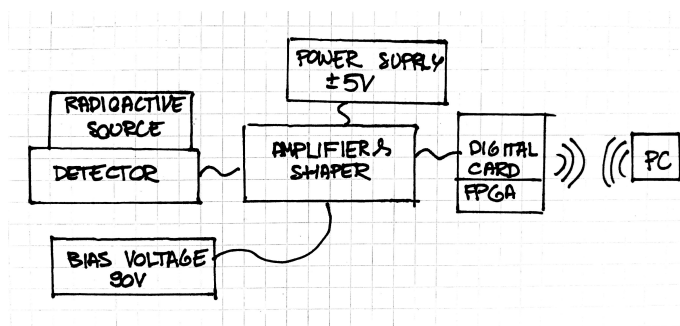 POWER SUPPLY
±5V
RADIOACTIVE
SOURCE
DETECTOR
AMPLIFIER &
SHAPER
DIGITAL
CARD
FPGA
PC
BIAS VOLTAGE
90V